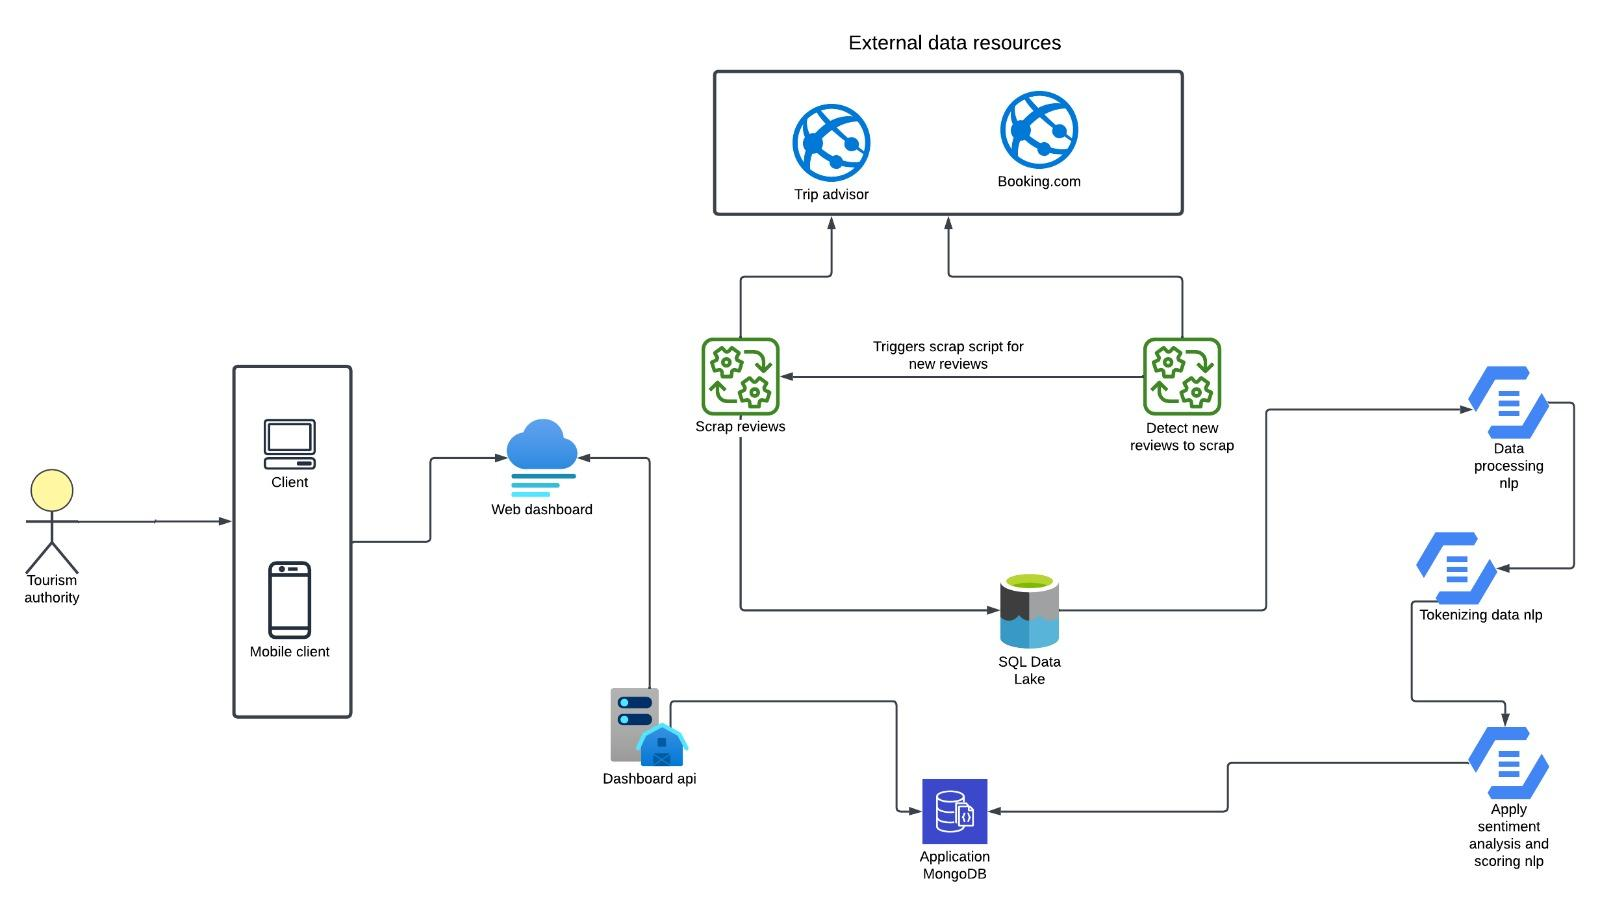 External data resources
Trip advisor
Booking.com
Triggers scrap script for
new reviews
Scrap reviews
Detect new
reviews to scrap
Client
Mobile client
Tourism
authority
Web dashboard
Data
processing
nlp
Tokenizing data nlp
SQL Data
Lake
Dashboard api
Application
MongoDB
Apply
sentiment
analysis and
scoring nlp